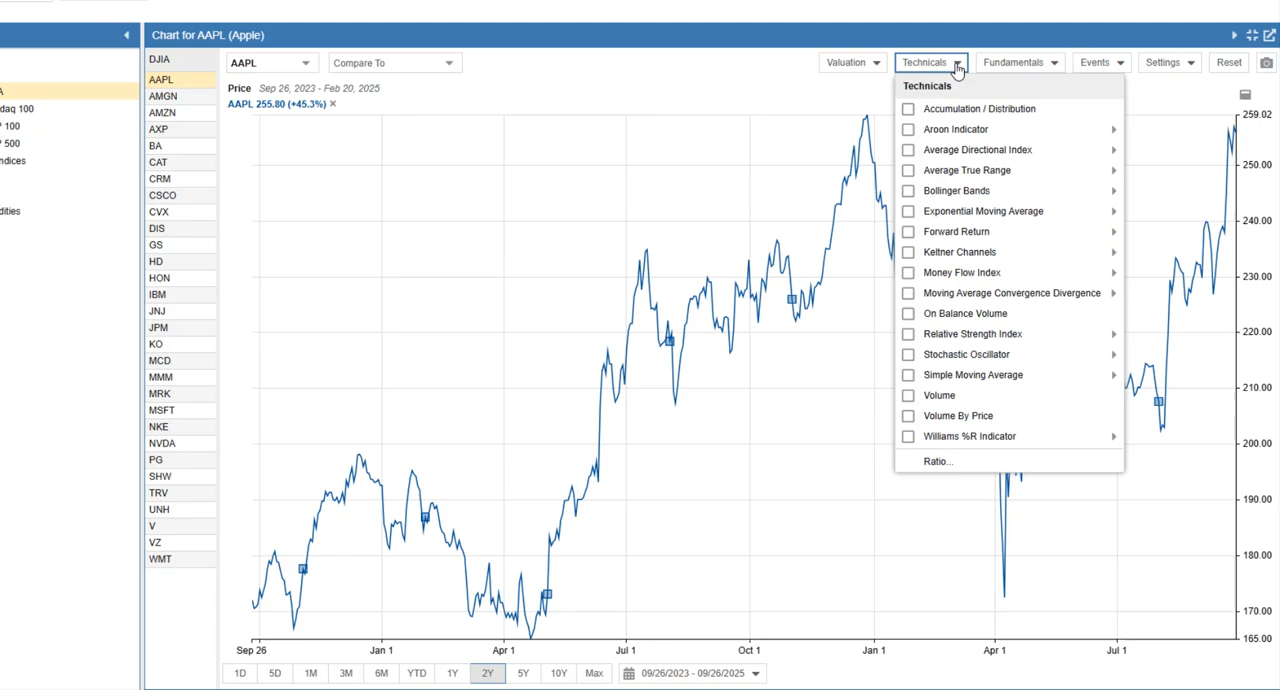 Chart for AAPL (Apple)
A
daq 100
P 100
P 500
ndices
dities
DJIA
AAPL
AMGN
AMZN
AXP
BA
CAT
CRM
CSCO
CVX
DIS
GS
HD
HON
IBM
JNJ
JPM
KO
MCD
MMM
MRK
MSFT
NKE
NVDA
PG
SHW
TRV
UNH
V
VZ
WMT
AAPL Compare To Valuation Technicals Fundamentals Events Settings Reset
Price Sep 26, 2023 - Feb 20, 2025
AAPL 255.80 (+45.3%) ×
Technicals
Accumulation / Distribution
Aroon Indicator
Average Directional Index
Average True Range
Bollinger Bands
Exponential Moving Average
Forward Return
Keltner Channels
Money Flow Index
Moving Average Convergence Divergence
On Balance Volume
Relative Strength Index
Stochastic Oscillator
Simple Moving Average
Volume
Volume By Price
Williams %R Indicator
Ratio...
259.02
250.00
240.00
230.00
220.00
210.00
200.00
190.00
180.00
170.00
165.00
Sep 26 Jan 1 Apr 1 Jul 1 Oct 1 Jan 1 Apr 1 Jul 1
1D 5D 1M 3M 6M YTD 1Y 2Y 5Y 10Y Max 09/26/2023 - 09/26/2025